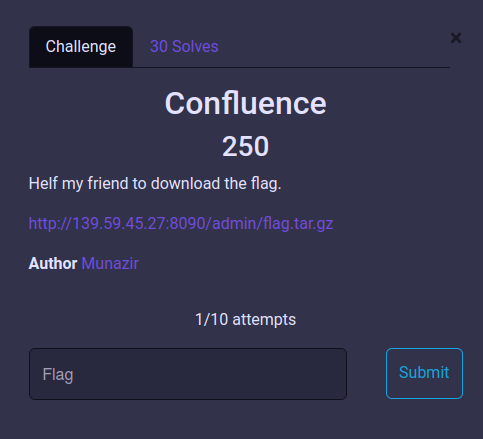 Challenge
30 Solves
×
Confluence
250
Helf my friend to download the flag.
http://139.59.45.27:8090/admin/flag.tar.gz
Author Munazir
1/10 attempts
Flag
Submit